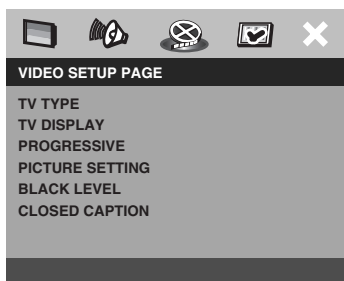 VIDEO SETUP PAGE
TV TYPE
TV DISPLAY
PROGRESSIVE
PICTURE SETTING
BLACK LEVEL
CLOSED CAPTION